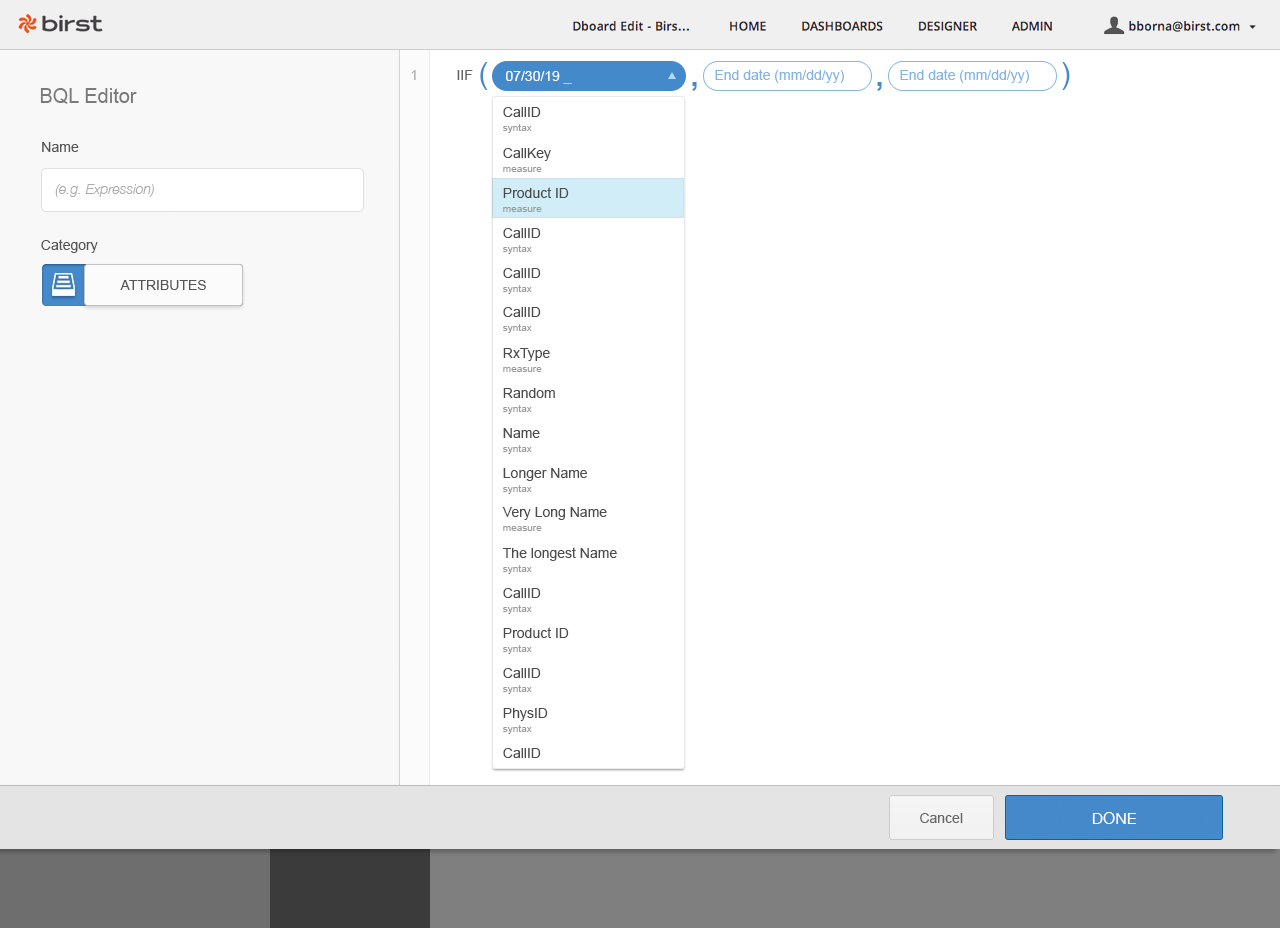 birst
Dboard Edit - Birs... HOME DASHBOARDS DESIGNER ADMIN bborna@birst.com
BQL Editor
Name
(e.g. Expression)
Category
ATTRIBUTES
1 IIF ( 07/30/19 _ , End date (mm/dd/yy) , End date (mm/dd/yy) )
CallID
syntax
CallKey
measure
Product ID
measure
CallID
syntax
CallID
syntax
CallID
syntax
RxType
measure
Random
syntax
Name
syntax
Longer Name
syntax
Very Long Name
measure
The longest Name
syntax
CallID
syntax
Product ID
syntax
CallID
syntax
PhysID
syntax
CallID
Cancel DONE